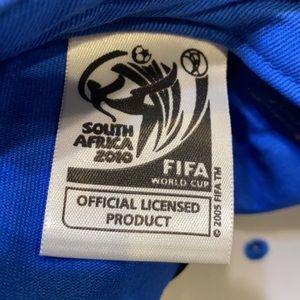 SOUTH
AFRICA
2010
FIFA
WORLD CUP
OFFICIAL LICENSED
PRODUCT
© 2005 FIFA TM